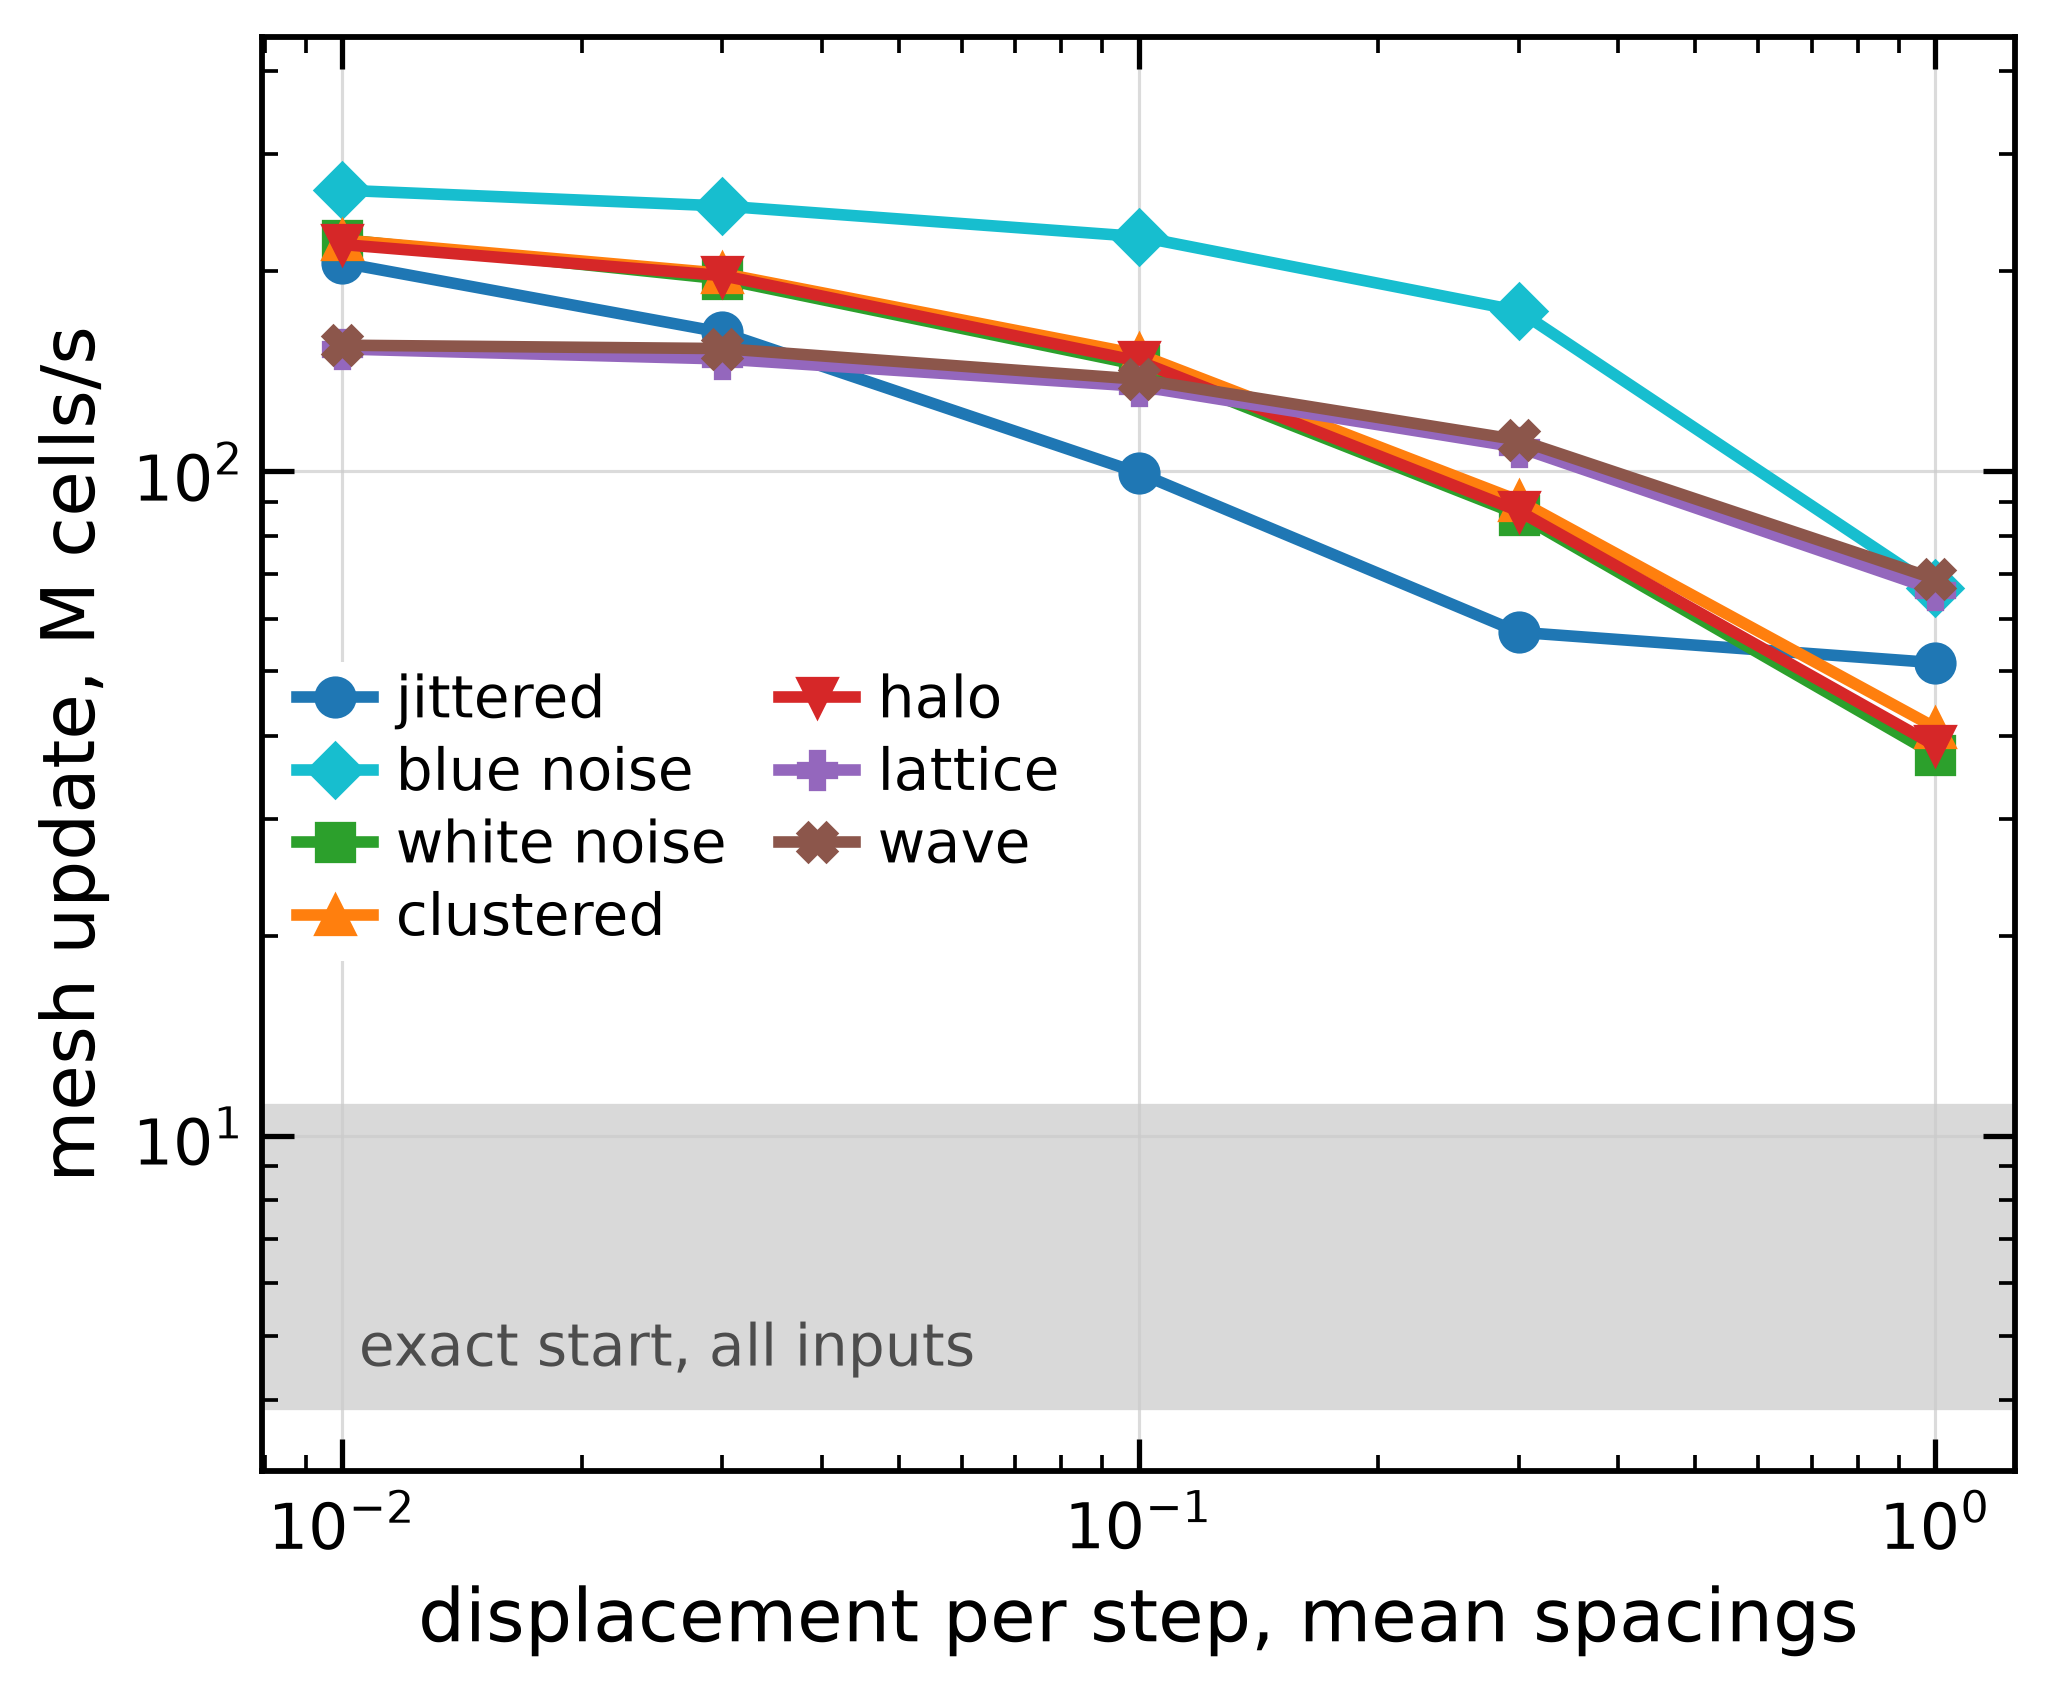 mesh update, M cells/s
10²
10¹
jittered
blue noise
white noise
clustered
halo
lattice
wave
exact start, all inputs
10⁻²
10⁻¹
10⁰
displacement per step, mean spacings